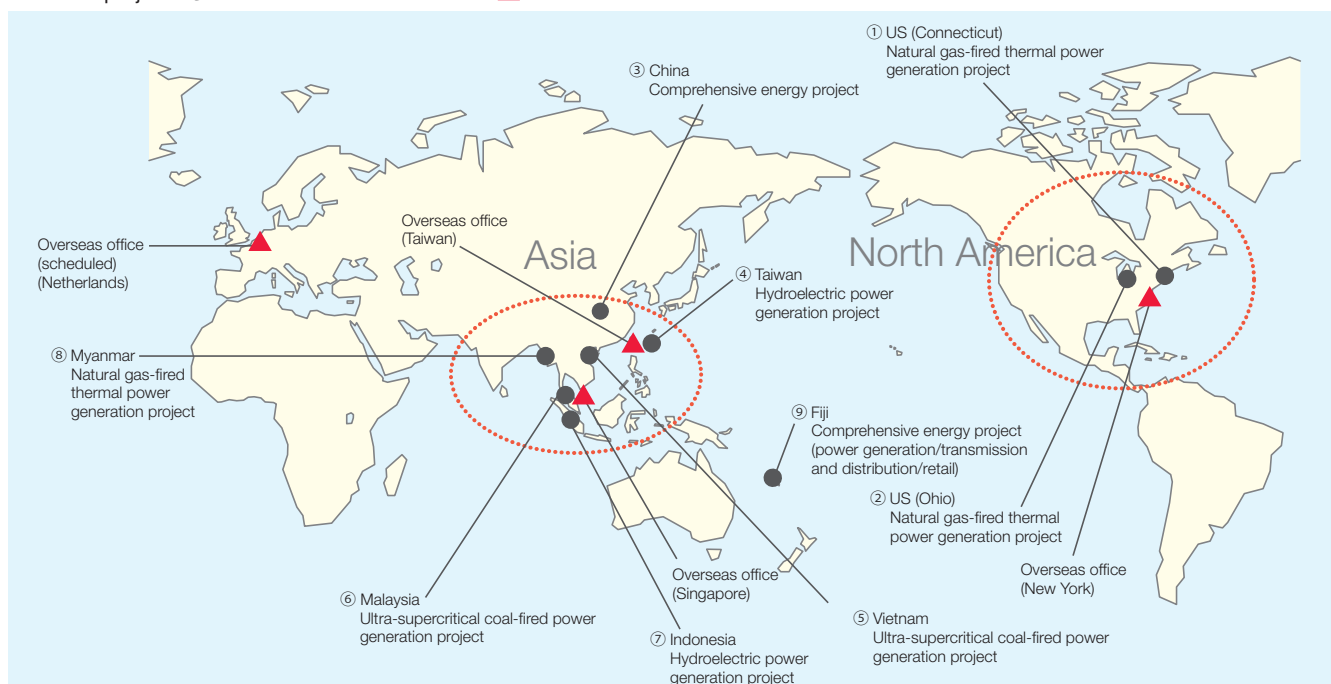 ① US (Connecticut)
Natural gas-fired thermal power
generation project
③ China
Comprehensive energy project
Overseas office
(Taiwan)
Asia
North America
Overseas office
(scheduled)
(Netherlands)
④ Taiwan
Hydroelectric power
generation project
⑧ Myanmar
Natural gas-fired
thermal power
generation project
⑨ Fiji
Comprehensive energy project
(power generation/transmission
and distribution/retail)
② US (Ohio)
Natural gas-fired thermal
power generation project
Overseas office
(New York)
Overseas office
(Singapore)
⑥ Malaysia
Ultra-supercritical coal-fired power
generation project
⑦ Indonesia
Hydroelectric power
generation project
⑤ Vietnam
Ultra-supercritical coal-fired power
generation project